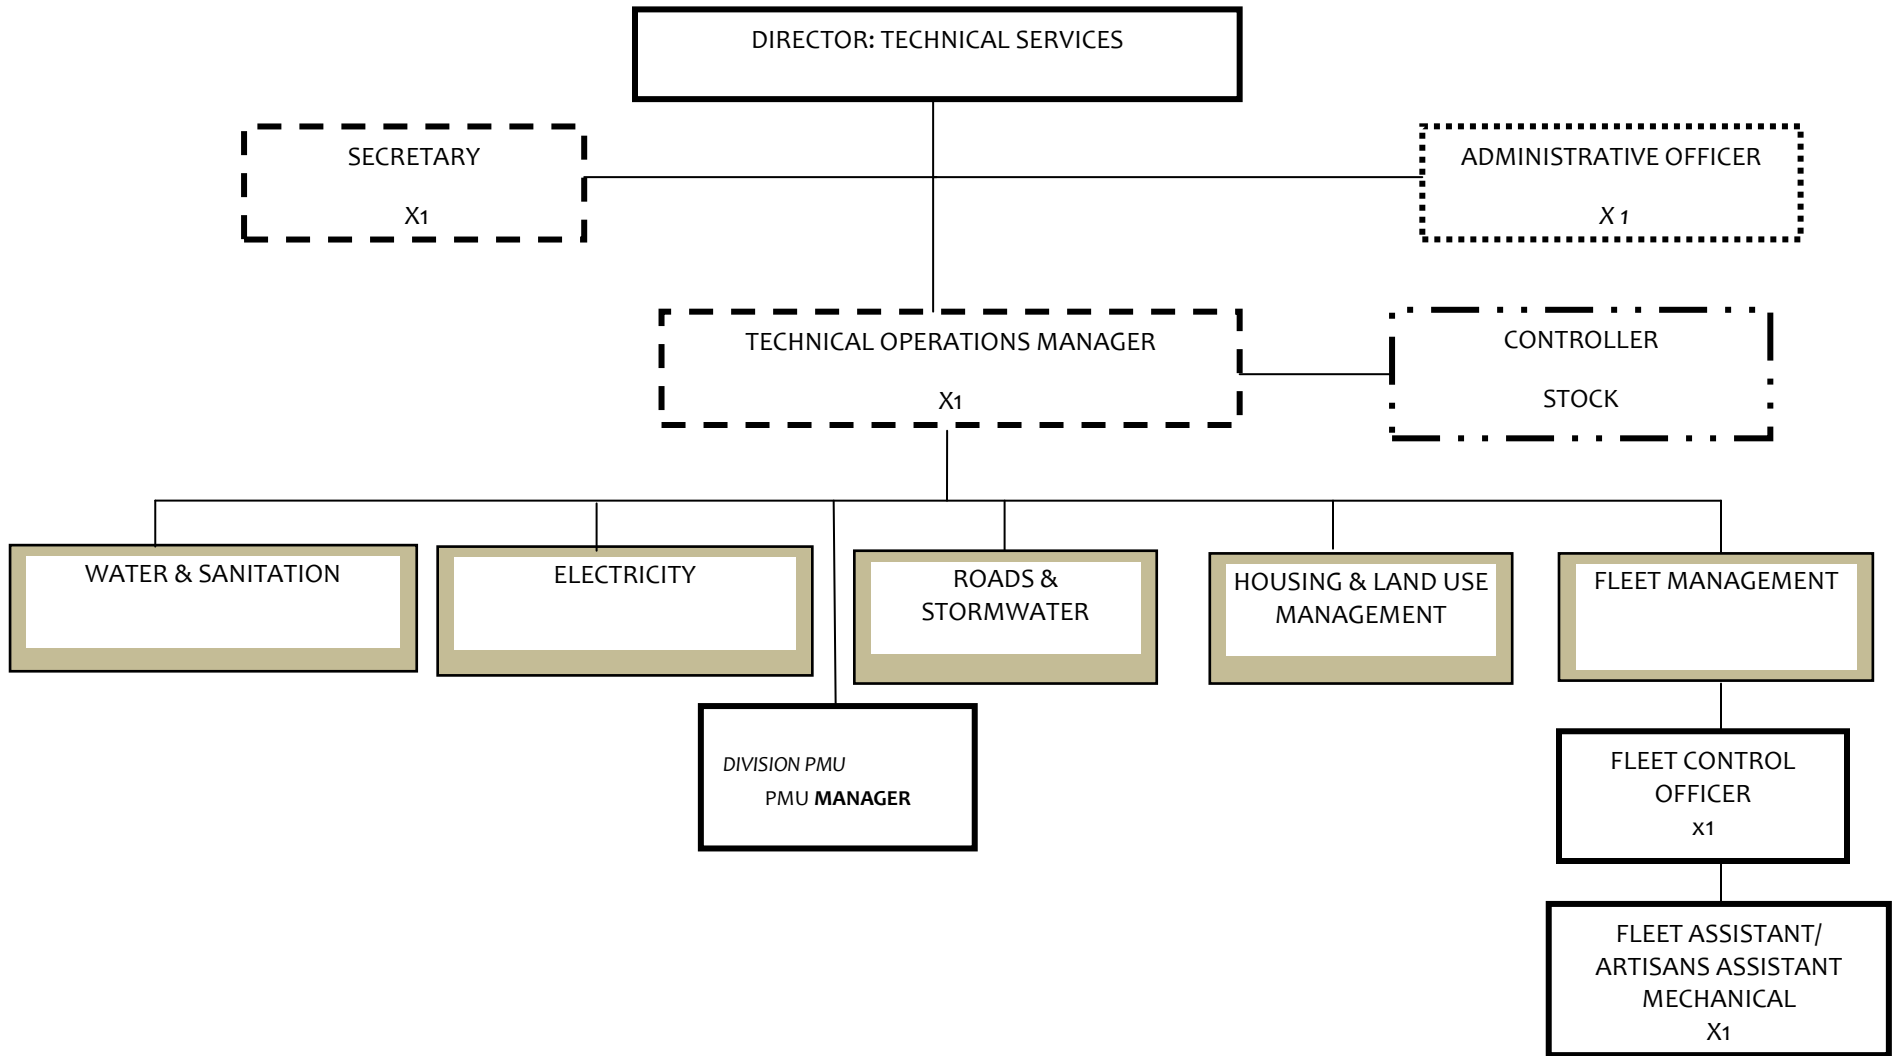 DIRECTOR: TECHNICAL SERVICES
SECRETARY
X1
ADMINISTRATIVE OFFICER
X 1
TECHNICAL OPERATIONS MANAGER
X1
CONTROLLER
STOCK
WATER & SANITATION
ELECTRICITY
ROADS &
STORMWATER
HOUSING & LAND USE
MANAGEMENT
FLEET MANAGEMENT
DIVISION PMU
PMU MANAGER
FLEET CONTROL
OFFICER
x1
FLEET ASSISTANT/
ARTISANS ASSISTANT
MECHANICAL
X1